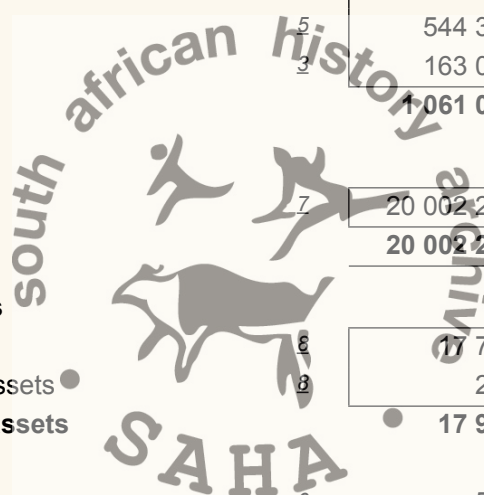 south african history archive
5 544 3
3 163 0
1 061 0
7 20 002 2
20 002 2
s
8 17 7
ssets 8 2
ssets 17 9
SAHA